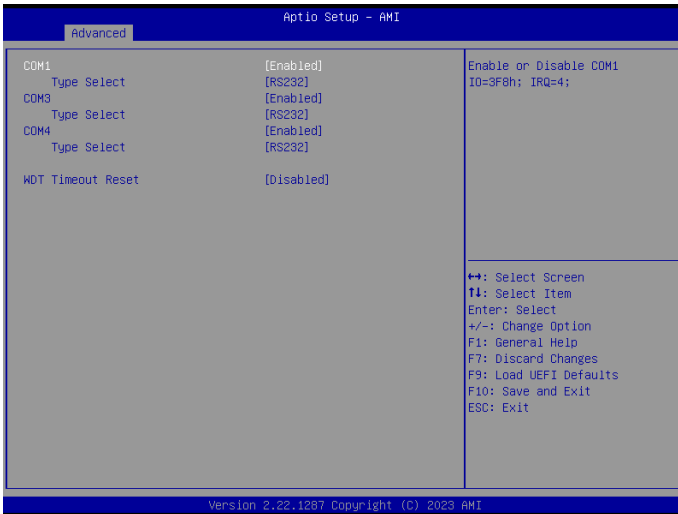 Aptio Setup – AMI
Advanced
COM1 [Enabled]
Type Select [RS232]
COM3 [Enabled]
Type Select [RS232]
COM4 [Enabled]
Type Select [RS232]
WDT Timeout Reset [Disabled]
Enable or Disable COM1
IO=3F8h; IRQ=4;
↔: Select Screen
↑↓: Select Item
Enter: Select
+/-: Change Option
F1: General Help
F7: Discard Changes
F9: Load UEFI Defaults
F10: Save and Exit
ESC: Exit
Version 2.22.1287 Copyright (C) 2023 AMI